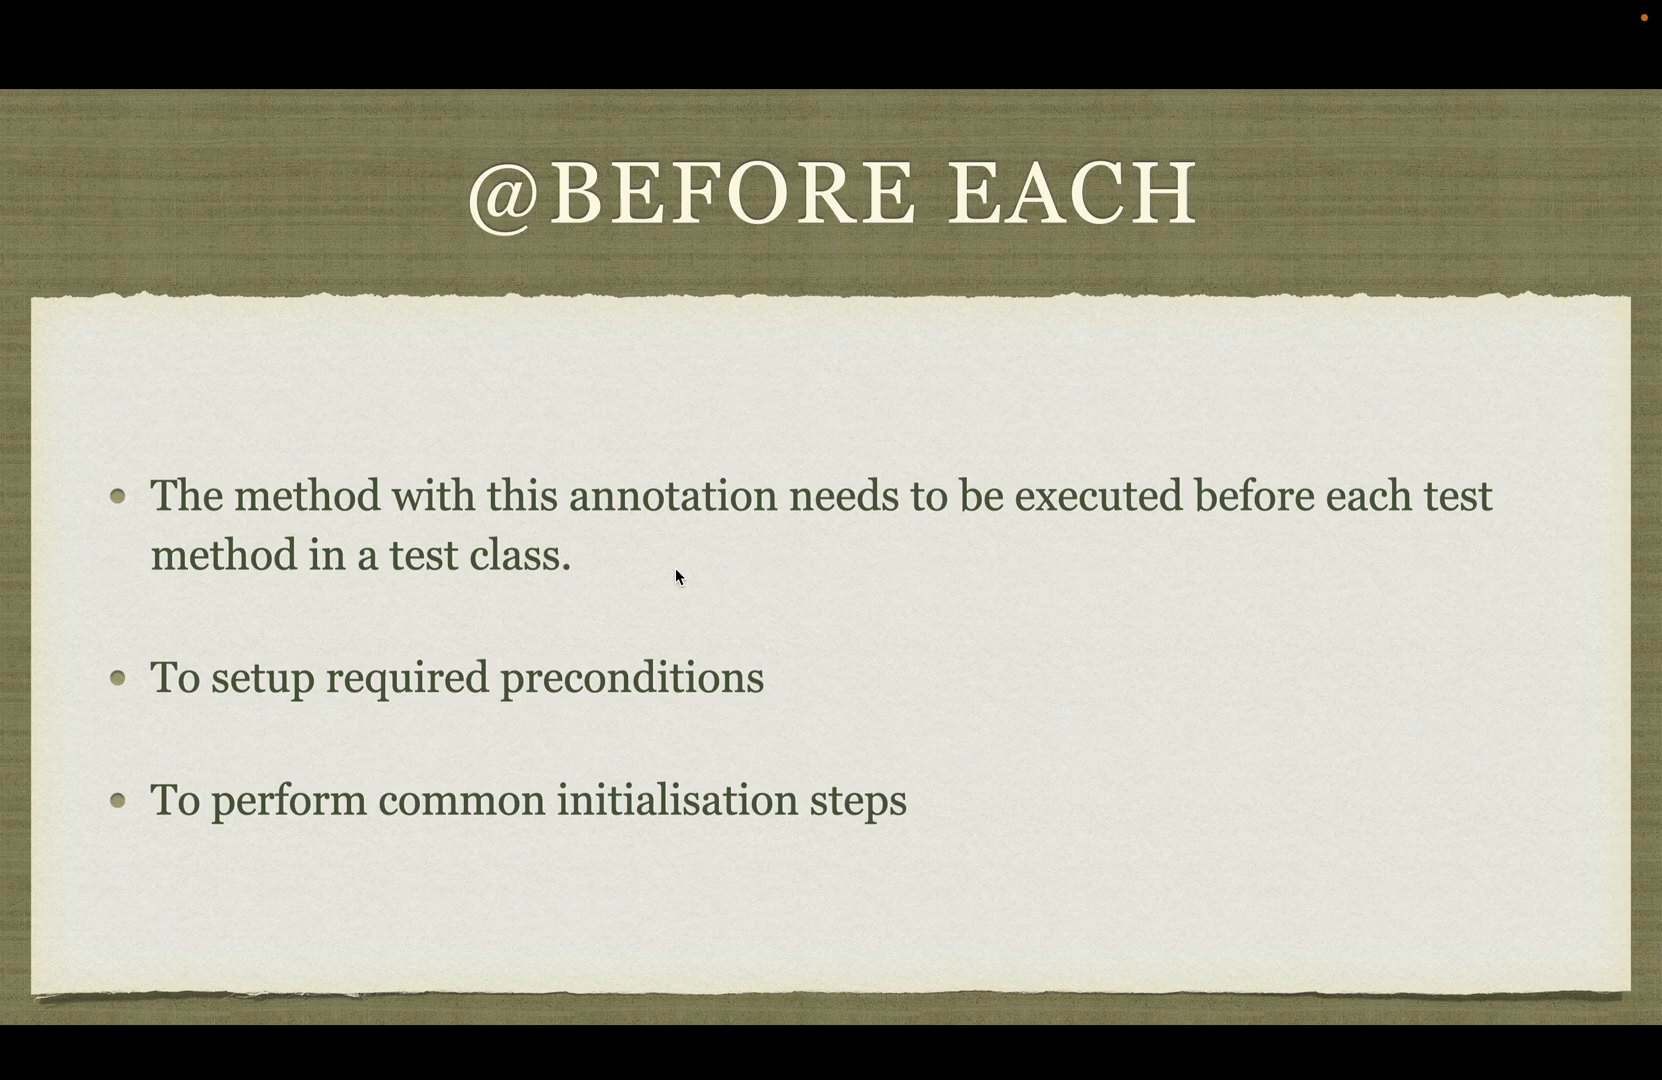 @BEFORE EACH
The method with this annotation needs to be executed before each test
method in a test class.
To setup required preconditions
To perform common initialisation steps